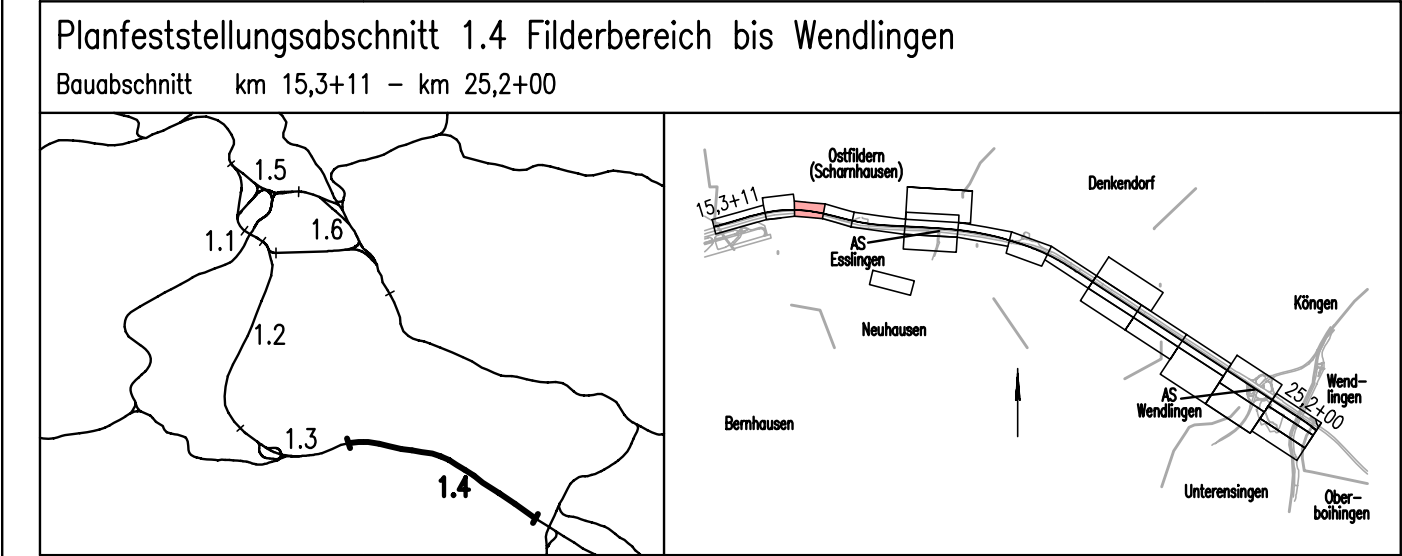 Planfeststellungsabschnitt 1.4 Filderbereich bis Wendlingen
Bauabschnitt km 15,3+11 – km 25,2+00
1.5
1.1
1.6
1.2
1.3
1.4
15,3+11
Ostfildern
(Scharnhausen)
Denkendorf
AS
Esslingen
Neuhausen
Köngen
Bernhausen
AS
Wendlingen
25,2+00
Wend–
lingen
Unterensingen
Ober–
boihingen